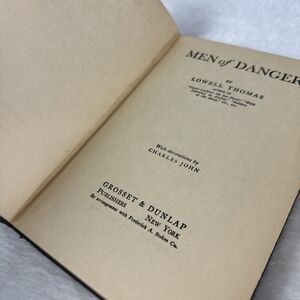 MEN of DANGER
BY
LOWELL THOMAS
With decorations by
CHARLES JOHN
GROSSET & DUNLAP
PUBLISHERS NEW YORK
By arrangement with Frederick A. Stokes Co.